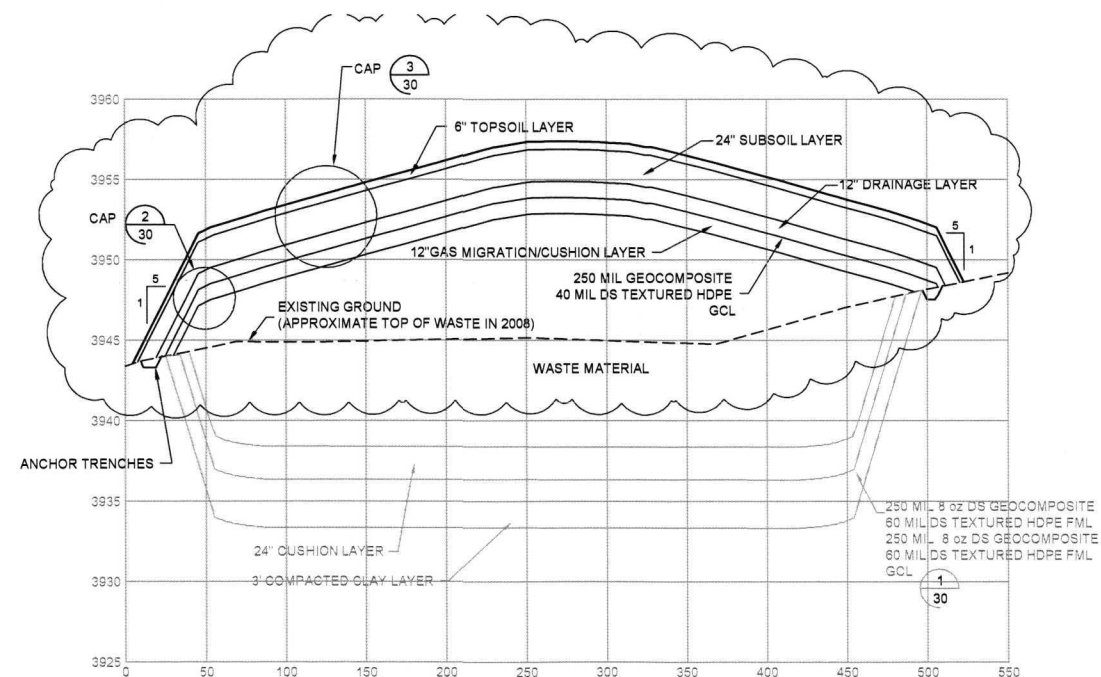 CAP 3
30
3960
6" TOPSOIL LAYER
24" SUBSOIL LAYER
3955
12" DRAINAGE LAYER
CAP 2
30
5
1
3950
12"GAS MIGRATION/CUSHION LAYER
5
1
250 MIL GEOCOMPOSITE
40 MIL DS TEXTURED HDPE
GCL
EXISTING GROUND
(APPROXIMATE TOP OF WASTE IN 2008)
3945
WASTE MATERIAL
3940
ANCHOR TRENCHES
3935
250 MIL 8 oz DS GEOCOMPOSITE
60 MIL DS TEXTURED HDPE FML
250 MIL 8 oz DS GEOCOMPOSITE
60 MIL DS TEXTURED HDPE FML
GCL
24" CUSHION LAYER
3' COMPACTED CLAY LAYER
1
30
3930
3925
0 50 100 150 200 250 300 350 400 450 500 550